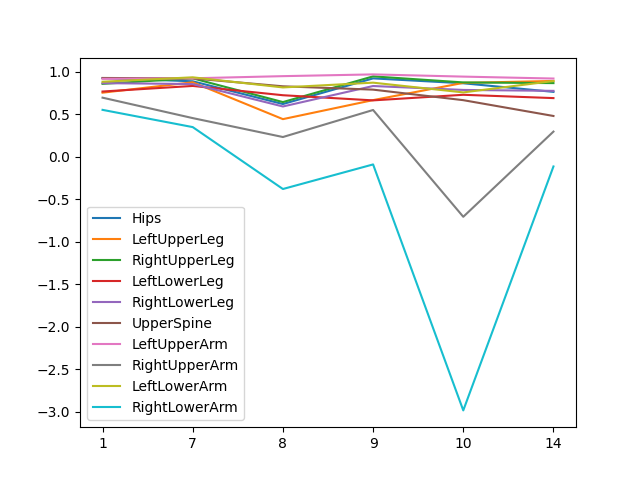 1.0
0.5
0.0
−0.5
−1.0
−1.5
−2.0
−2.5
−3.0
Hips
LeftUpperLeg
RightUpperLeg
LeftLowerLeg
RightLowerLeg
UpperSpine
LeftUpperArm
RightUpperArm
LeftLowerArm
RightLowerArm
1 7 8 9 10 14